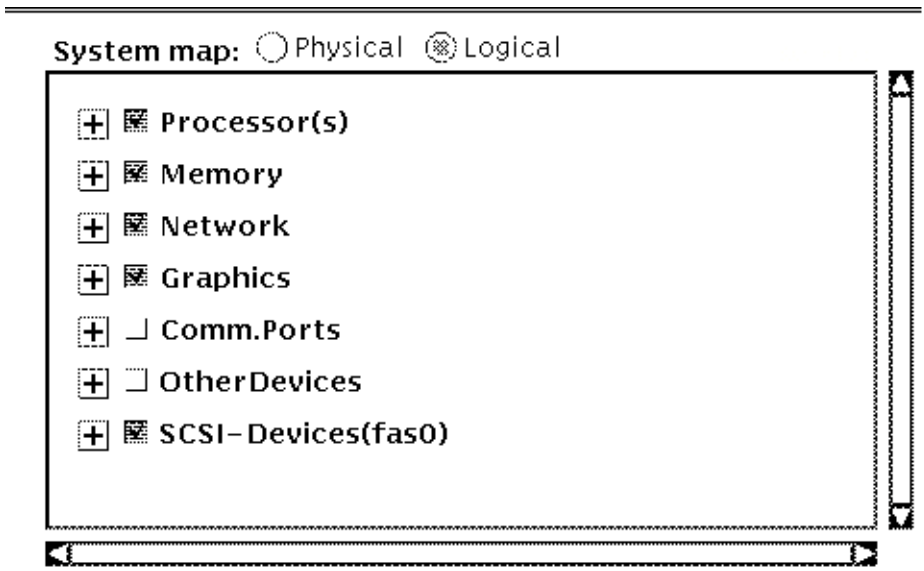 System map: Physical Logical
Processor(s)
Memory
Network
Graphics
Comm.Ports
OtherDevices
SCSI-Devices(fas0)